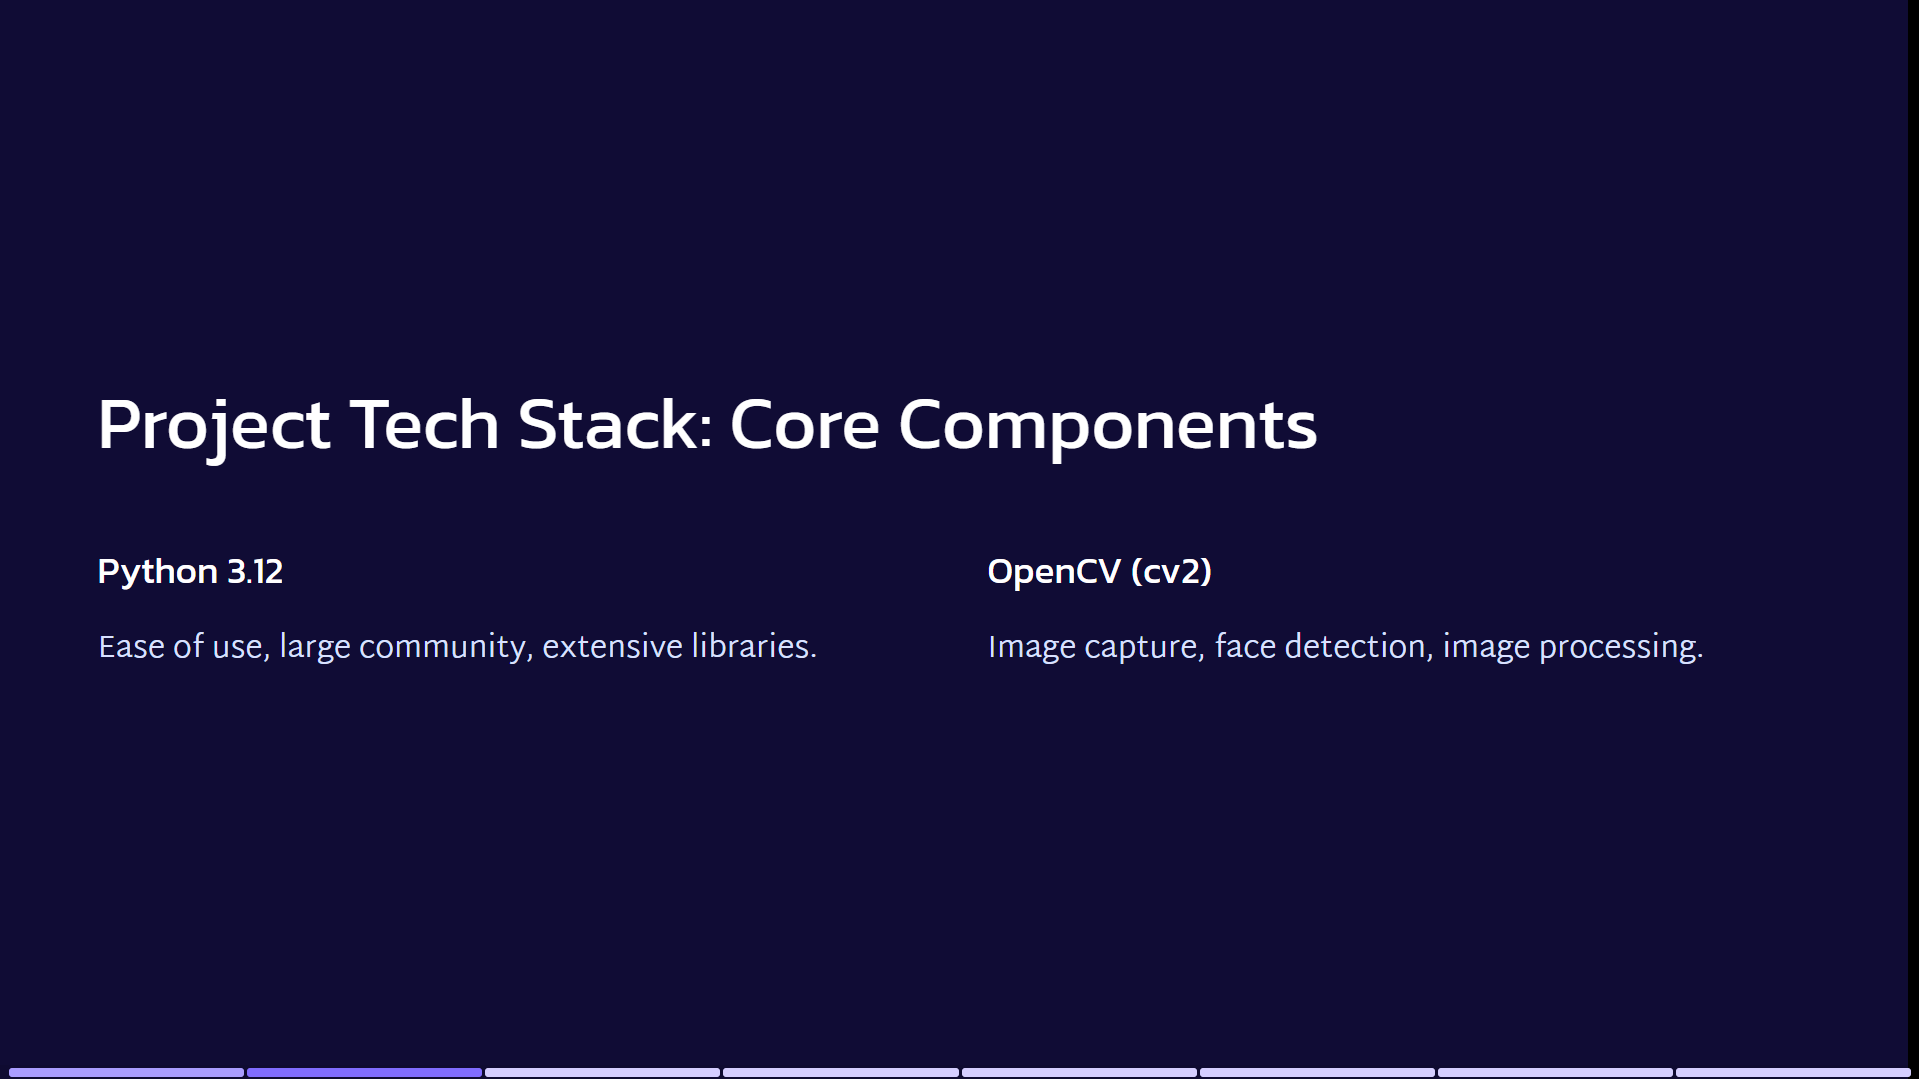 Project Tech Stack: Core Components
Python 3.12
Ease of use, large community, extensive libraries.
OpenCV (cv2)
Image capture, face detection, image processing.